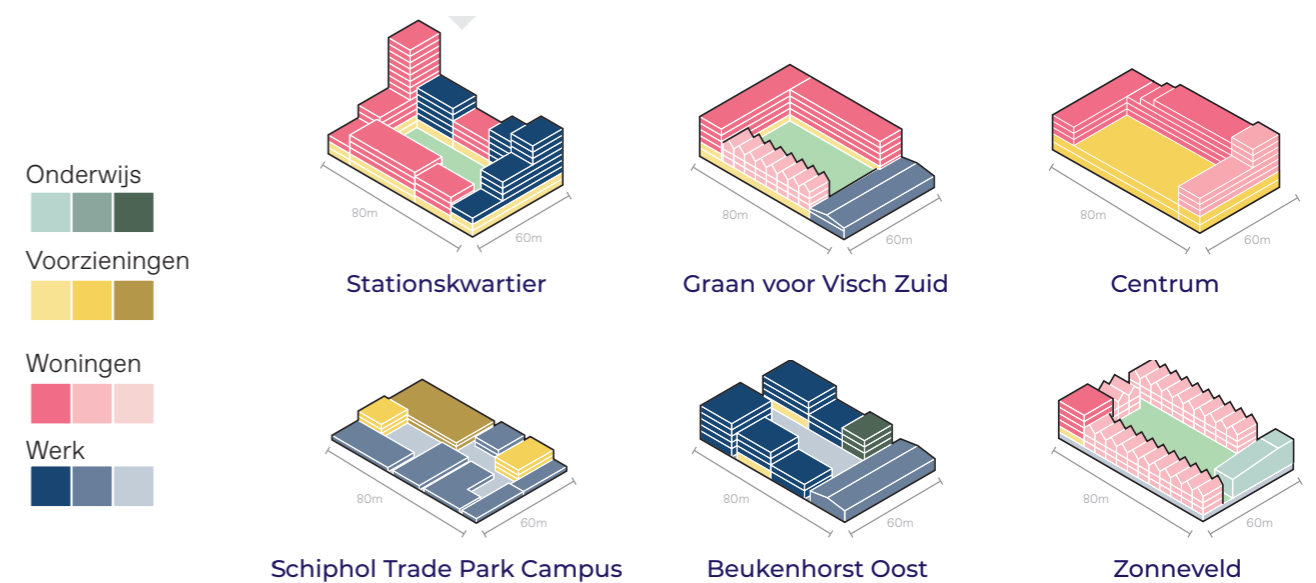 Onderwijs
Voorzieningen
Woningen
Werk
80m
60m
Stationskwartier
80m
60m
Graan voor Visch Zuid
80m
60m
Centrum
80m
60m
Schiphol Trade Park Campus
80m
60m
Beukenhorst Oost
80m
60m
Zonneveld